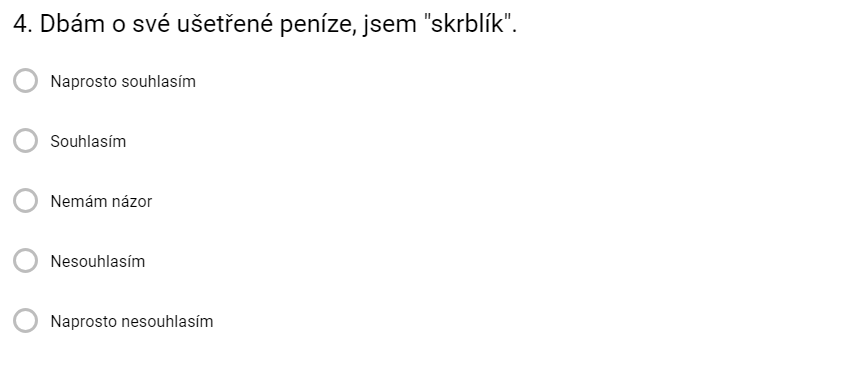 4. Dbám o své ušetřené peníze, jsem "skrblík".
Naprosto souhlasím
Souhlasím
Nemám názor
Nesouhlasím
Naprosto nesouhlasím